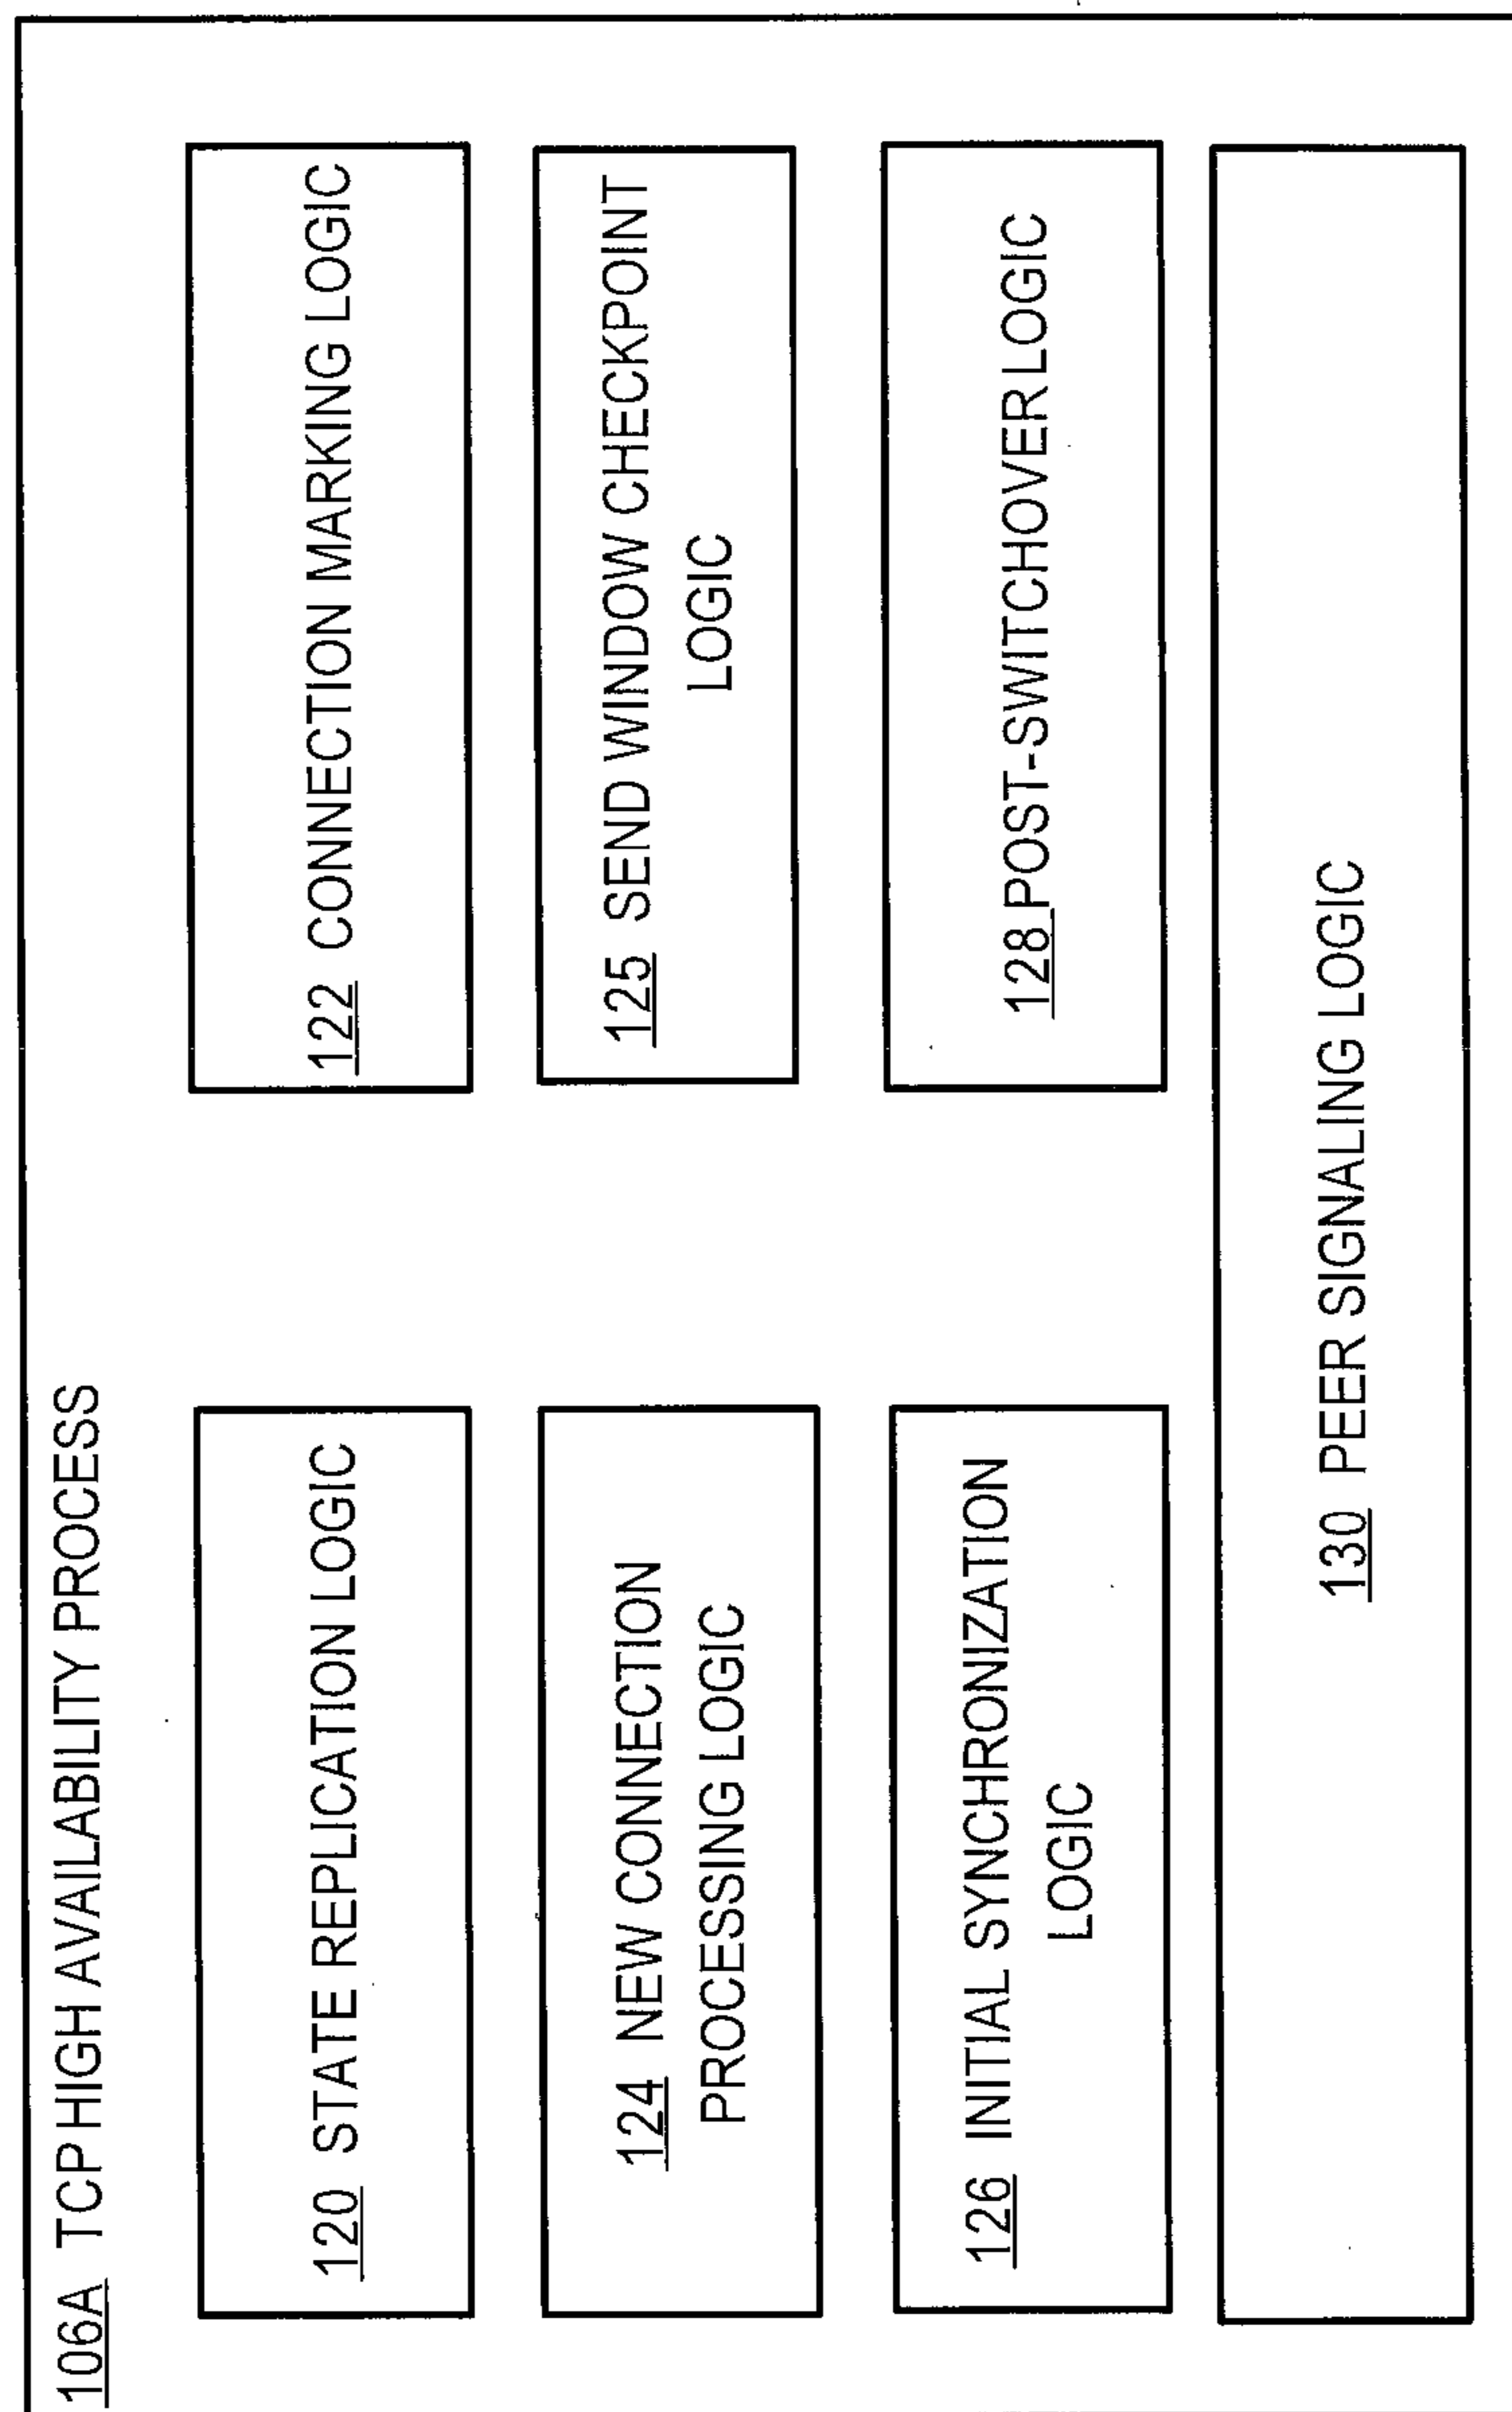 106A TCP HIGH AVAILABILITY PROCESS
120 STATE REPLICATION LOGIC
122 CONNECTION MARKING LOGIC
124 NEW CONNECTION
PROCESSING LOGIC
125 SEND WINDOW CHECKPOINT
LOGIC
126 INITIAL SYNCHRONIZATION
LOGIC
128 POST-SWITCHOVER LOGIC
130 PEER SIGNALING LOGIC